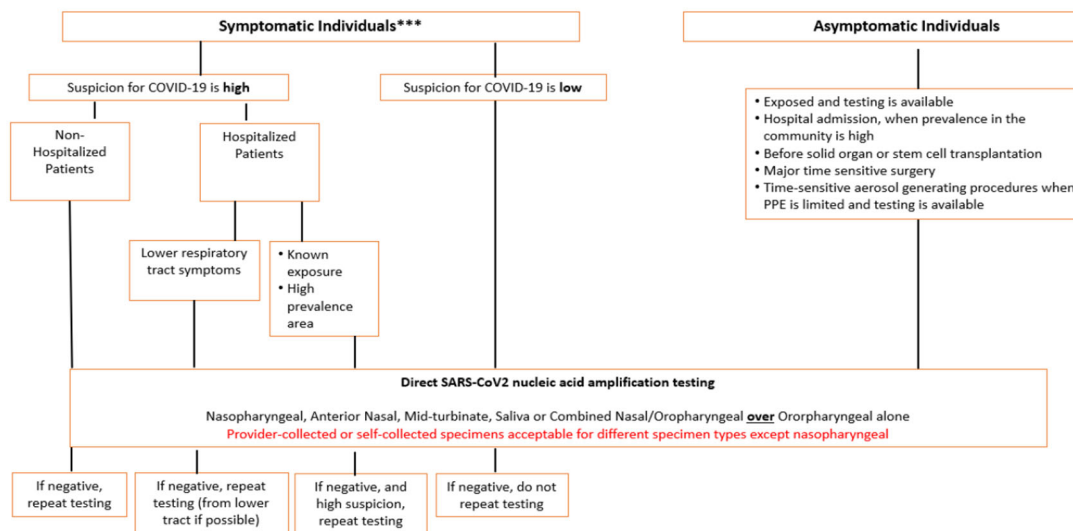 Symptomatic Individuals***
Asymptomatic Individuals
Suspicion for COVID-19 is high
Suspicion for COVID-19 is low
Non-
Hospitalized
Patients
Hospitalized
Patients
• Exposed and testing is available
• Hospital admission, when prevalence in the
community is high
• Before solid organ or stem cell transplantation
• Major time sensitive surgery
• Time-sensitive aerosol generating procedures when
PPE is limited and testing is available
Lower respiratory
tract symptoms
• Known
exposure
• High
prevalence
area
Direct SARS-CoV2 nucleic acid amplification testing
Nasopharyngeal, Anterior Nasal, Mid-turbinate, Saliva or Combined Nasal/Oropharyngeal over Ororpharyngeal alone
Provider-collected or self-collected specimens acceptable for different specimen types except nasopharyngeal
If negative,
repeat testing
If negative, repeat
testing (from lower
tract if possible)
If negative, and
high suspicion,
repeat testing
If negative, do not
repeat testing